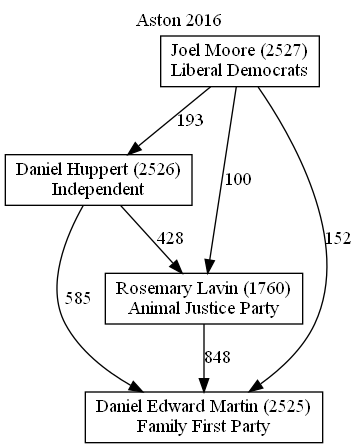 Aston 2016
Joel Moore (2527)
Liberal Democrats
193
Daniel Huppert (2526)
Independent
100
152
428
Rosemary Lavin (1760)
Animal Justice Party
585
848
Daniel Edward Martin (2525)
Family First Party